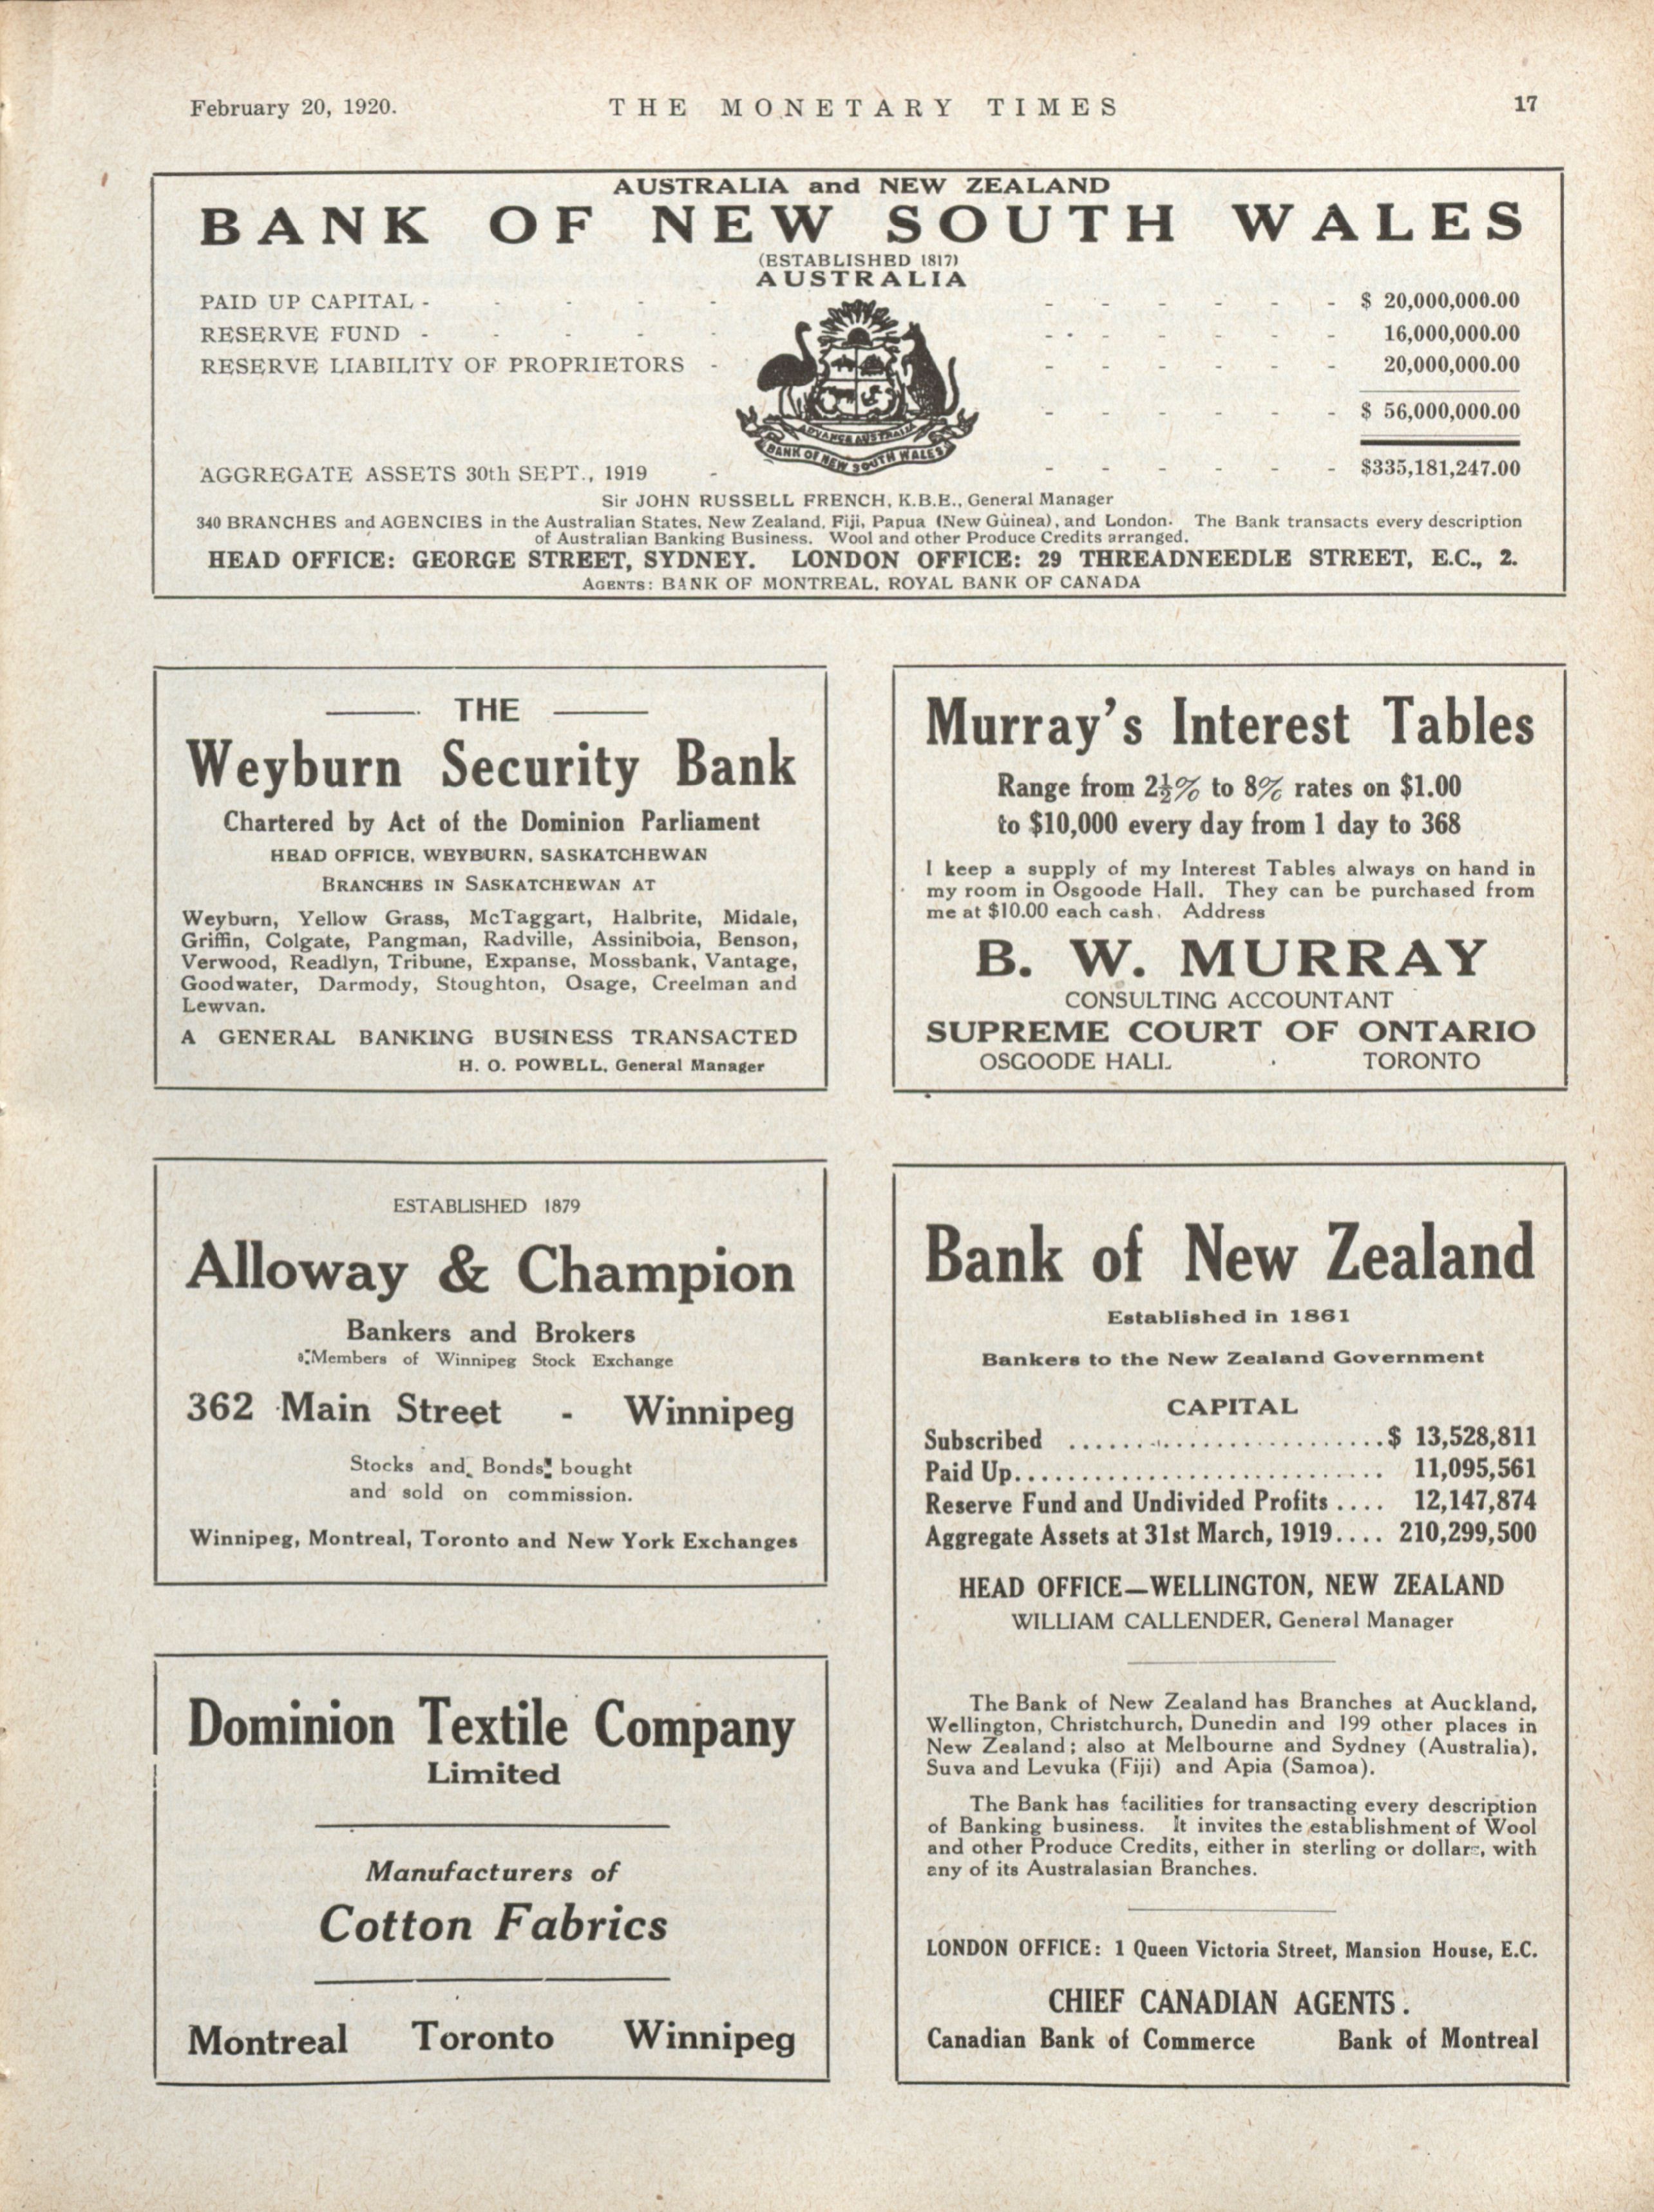 February 20, 1920.
THE MONETARY TIMES
17
AUSTRALIA and NEW ZEALAND
BANK OF NEW SOUTH WALES
(ESTABLISHED 1817)
AUSTRALIA
PAID UP CAPITAL - - - - - - - - - - - $ 20,000,000.00
RESERVE FUND - - - - - - - - - - - 16,000,000.00
RESERVE LIABILITY OF PROPRIETORS - - - - - - - 20,000,000.00
- - - - - - $ 56,000,000.00
ADVANCE AUSTRALIA
BANK OF NEW SOUTH WALES
AGGREGATE ASSETS 30th SEPT., 1919 - - - - - - - $335,181,247.00
Sir JOHN RUSSELL FRENCH, K.B.E., General Manager
340 BRANCHES and AGENCIES in the Australian States, New Zealand, Fiji, Papua (New Guinea), and London. The Bank transacts every description
of Australian Banking Business. Wool and other Produce Credits arranged.
HEAD OFFICE: GEORGE STREET, SYDNEY. LONDON OFFICE: 29 THREADNEEDLE STREET, E.C., 2.
AGENTS: BANK OF MONTREAL, ROYAL BANK OF CANADA
THE
Weyburn Security Bank
Chartered by Act of the Dominion Parliament
HEAD OFFICE, WEYBURN, SASKATCHEWAN
BRANCHES IN SASKATCHEWAN AT
Weyburn, Yellow Grass, McTaggart, Halbrite, Midale,
Griffin, Colgate, Pangman, Radville, Assiniboia, Benson,
Verwood, Readlyn, Tribune, Expanse, Mossbank, Vantage,
Goodwater, Darmody, Stoughton, Osage, Creelman and
Lewvan.
A GENERAL BANKING BUSINESS TRANSACTED
H. O. POWELL, General Manager
Murray's Interest Tables
Range from 2½% to 8% rates on $1.00
to $10,000 every day from 1 day to 368
I keep a supply of my Interest Tables always on hand in
my room in Osgoode Hall. They can be purchased from
me at $10.00 each cash. Address
B. W. MURRAY
CONSULTING ACCOUNTANT
SUPREME COURT OF ONTARIO
OSGOODE HALL TORONTO
ESTABLISHED 1879
Alloway & Champion
Bankers and Brokers
Members of Winnipeg Stock Exchange
362 Main Street - Winnipeg
Stocks and Bonds bought
and sold on commission.
Winnipeg, Montreal, Toronto and New York Exchanges
Dominion Textile Company
Limited
Manufacturers of
Cotton Fabrics
Montreal Toronto Winnipeg
Bank of New Zealand
Established in 1861
Bankers to the New Zealand Government
CAPITAL
Subscribed ................................$ 13,528,811
Paid Up............................ 11,095,561
Reserve Fund and Undivided Profits .... 12,147,874
Aggregate Assets at 31st March, 1919.... 210,299,500
HEAD OFFICE—WELLINGTON, NEW ZEALAND
WILLIAM CALLENDER, General Manager
The Bank of New Zealand has Branches at Auckland,
Wellington, Christchurch, Dunedin and 199 other places in
New Zealand; also at Melbourne and Sydney (Australia),
Suva and Levuka (Fiji) and Apia (Samoa).
The Bank has facilities for transacting every description
of Banking business. It invites the establishment of Wool
and other Produce Credits, either in sterling or dollars, with
any of its Australasian Branches.
LONDON OFFICE: 1 Queen Victoria Street, Mansion House, E.C.
CHIEF CANADIAN AGENTS.
Canadian Bank of Commerce Bank of Montreal